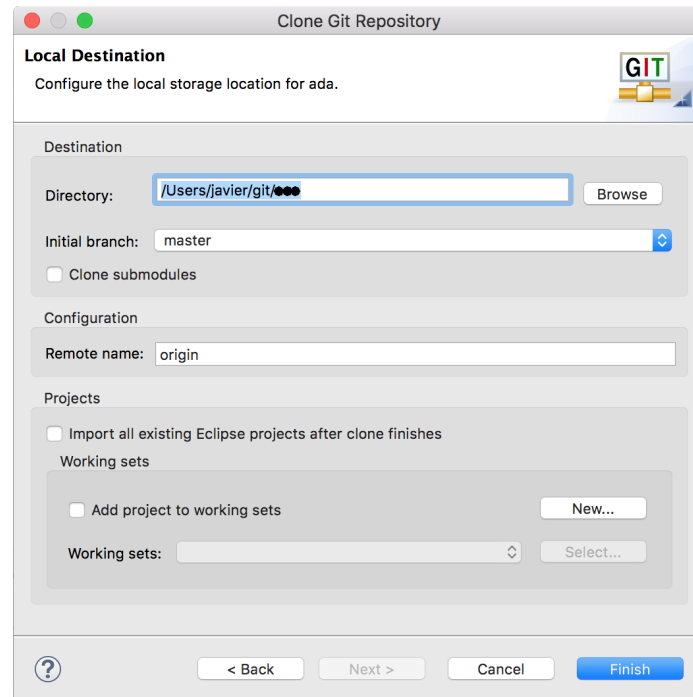 Clone Git Repository
Local Destination
Configure the local storage location for ada.
GIT
Destination
Directory: /Users/javier/git/
Browse
Initial branch: master
Clone submodules
Configuration
Remote name: origin
Projects
Import all existing Eclipse projects after clone finishes
Working sets
Add project to working sets
New...
Working sets:
Select...
? < Back Next > Cancel Finish